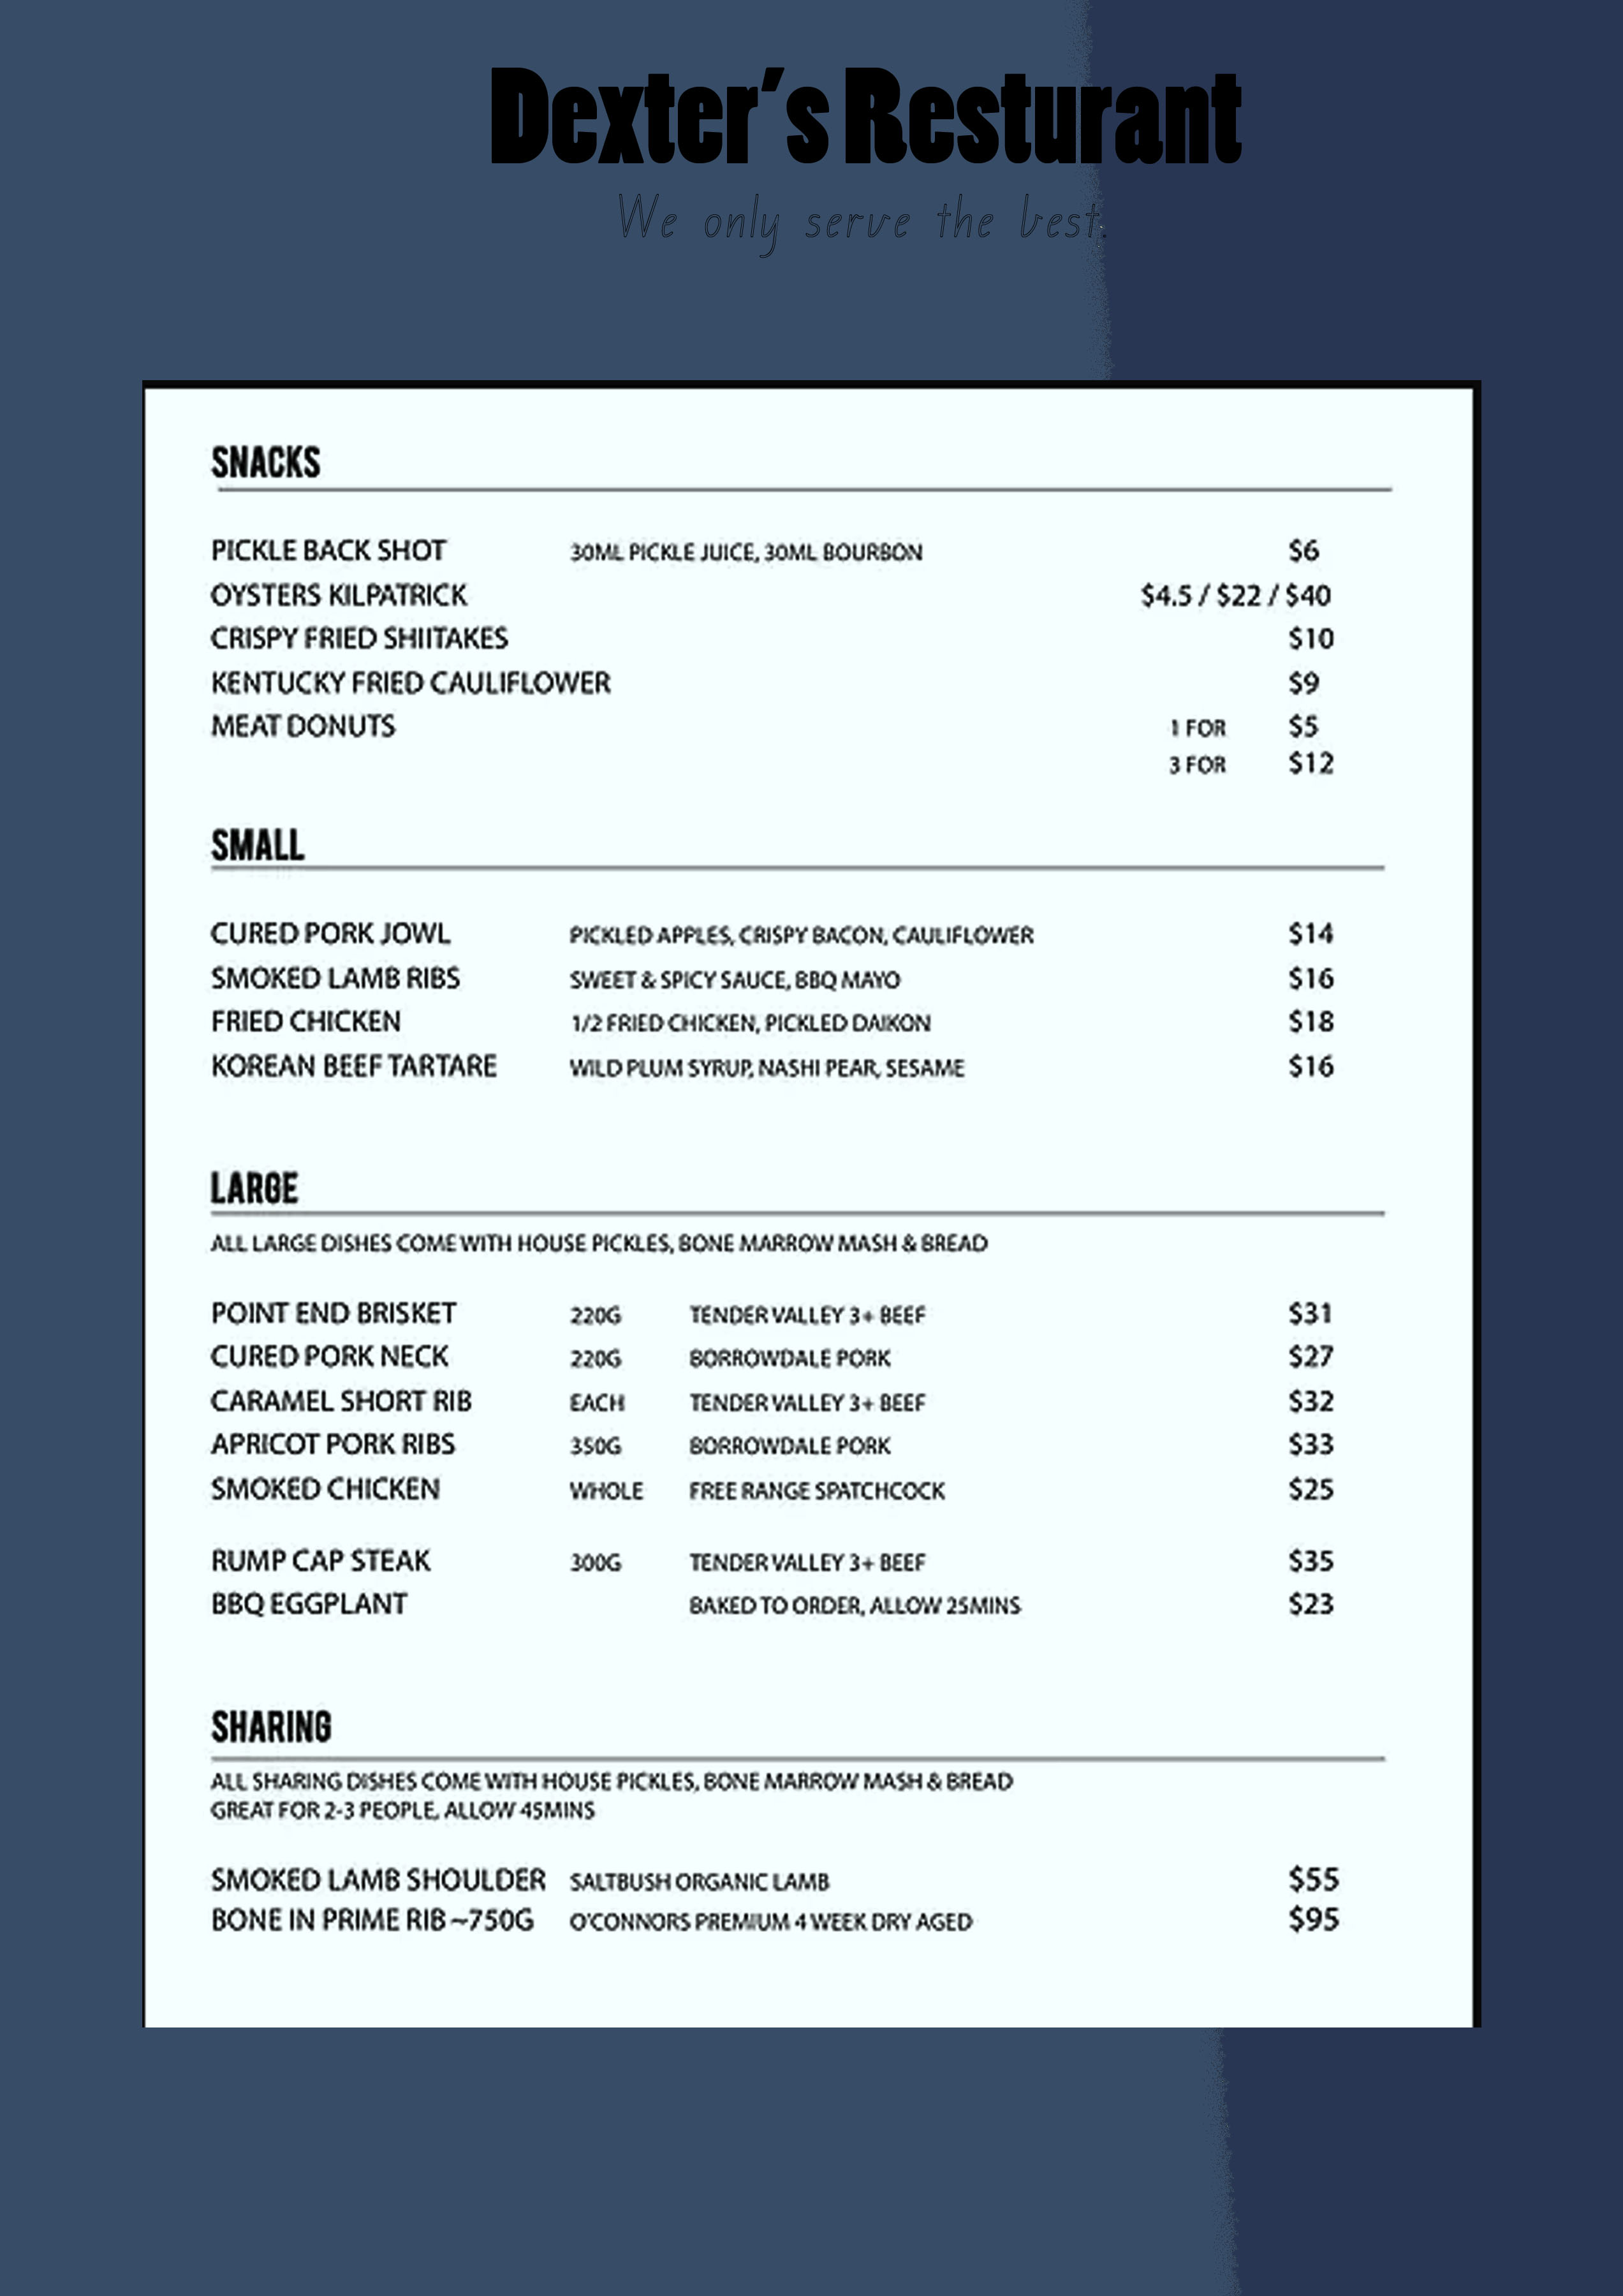 Dexter's Resturant
We only serve the best.
SNACKS
PICKLE BACK SHOT 30ML PICKLE JUICE, 30ML BOURBON $6
OYSTERS KILPATRICK $4.5 / $22 / $40
CRISPY FRIED SHIITAKES $10
KENTUCKY FRIED CAULIFLOWER $9
MEAT DONUTS 1 FOR $5
3 FOR $12
SMALL
CURED PORK JOWL PICKLED APPLES, CRISPY BACON, CAULIFLOWER $14
SMOKED LAMB RIBS SWEET & SPICY SAUCE, BBQ MAYO $16
FRIED CHICKEN 1/2 FRIED CHICKEN, PICKLED DAIKON $18
KOREAN BEEF TARTARE WILD PLUM SYRUP, NASHI PEAR, SESAME $16
LARGE
ALL LARGE DISHES COME WITH HOUSE PICKLES, BONE MARROW MASH & BREAD
POINT END BRISKET 220G TENDER VALLEY 3+ BEEF $31
CURED PORK NECK 220G BORROWDALE PORK $27
CARAMEL SHORT RIB EACH TENDER VALLEY 3+ BEEF $32
APRICOT PORK RIBS 350G BORROWDALE PORK $33
SMOKED CHICKEN WHOLE FREE RANGE SPATCHCOCK $25
RUMP CAP STEAK 300G TENDER VALLEY 3+ BEEF $35
BBQ EGGPLANT BAKED TO ORDER, ALLOW 25MINS $23
SHARING
ALL SHARING DISHES COME WITH HOUSE PICKLES, BONE MARROW MASH & BREAD
GREAT FOR 2-3 PEOPLE, ALLOW 45MINS
SMOKED LAMB SHOULDER SALTBUSH ORGANIC LAMB $55
BONE IN PRIME RIB ~750G O'CONNORS PREMIUM 4 WEEK DRY AGED $95